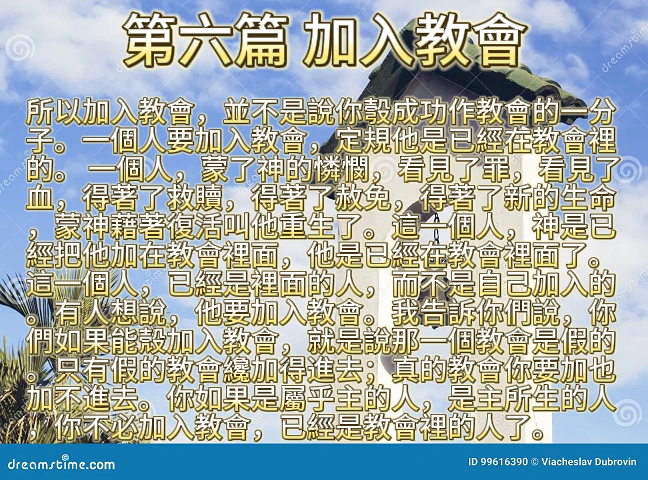 第六篇 加入教會
所以加入教會，並不是說你彀成功作教會的一分
子。一個人要加入教會，定規他是已經在教會裡
的。 一個人，蒙了神的憐憫，看見了罪，看見了
血，得著了救贖，得著了赦免，得著了新的生命
，蒙神藉著復活叫他重生了。這一個人，神是已
經把他加在教會裡面，他是已經在教會裡面了。
這一個人，已經是裡面的人，而不是自己加入的
。有人想說，他要加入教會。我告訴你們說，你
們如果能彀加入教會，就是說那一個教會是假的
。只有假的教會纔加得進去；真的教會你要加也
加不進去。你如果是屬乎主的人，是主所生的人
，你不必加入教會，已經是教會裡的人了。
dreamstime.com
ID 99616390 © Viacheslav Dubrovin